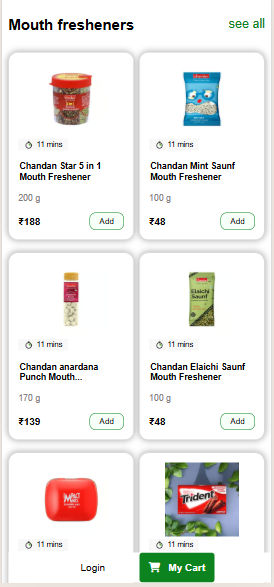 Mouth fresheners
see all
11 mins
11 mins
Chandan Star 5 in 1
Mouth Freshener
Chandan Mint Saunf
Mouth Freshener
200 g
100 g
₹188
Add
₹48
Add
Elaichi
Saunf
11 mins
11 mins
Chandan anardana
Punch Mouth...
Chandan Elaichi Saunf
Mouth Freshener
170 g
100 g
₹139
Add
₹48
Add
Trident
11 mins
11 mins
Login
My Cart